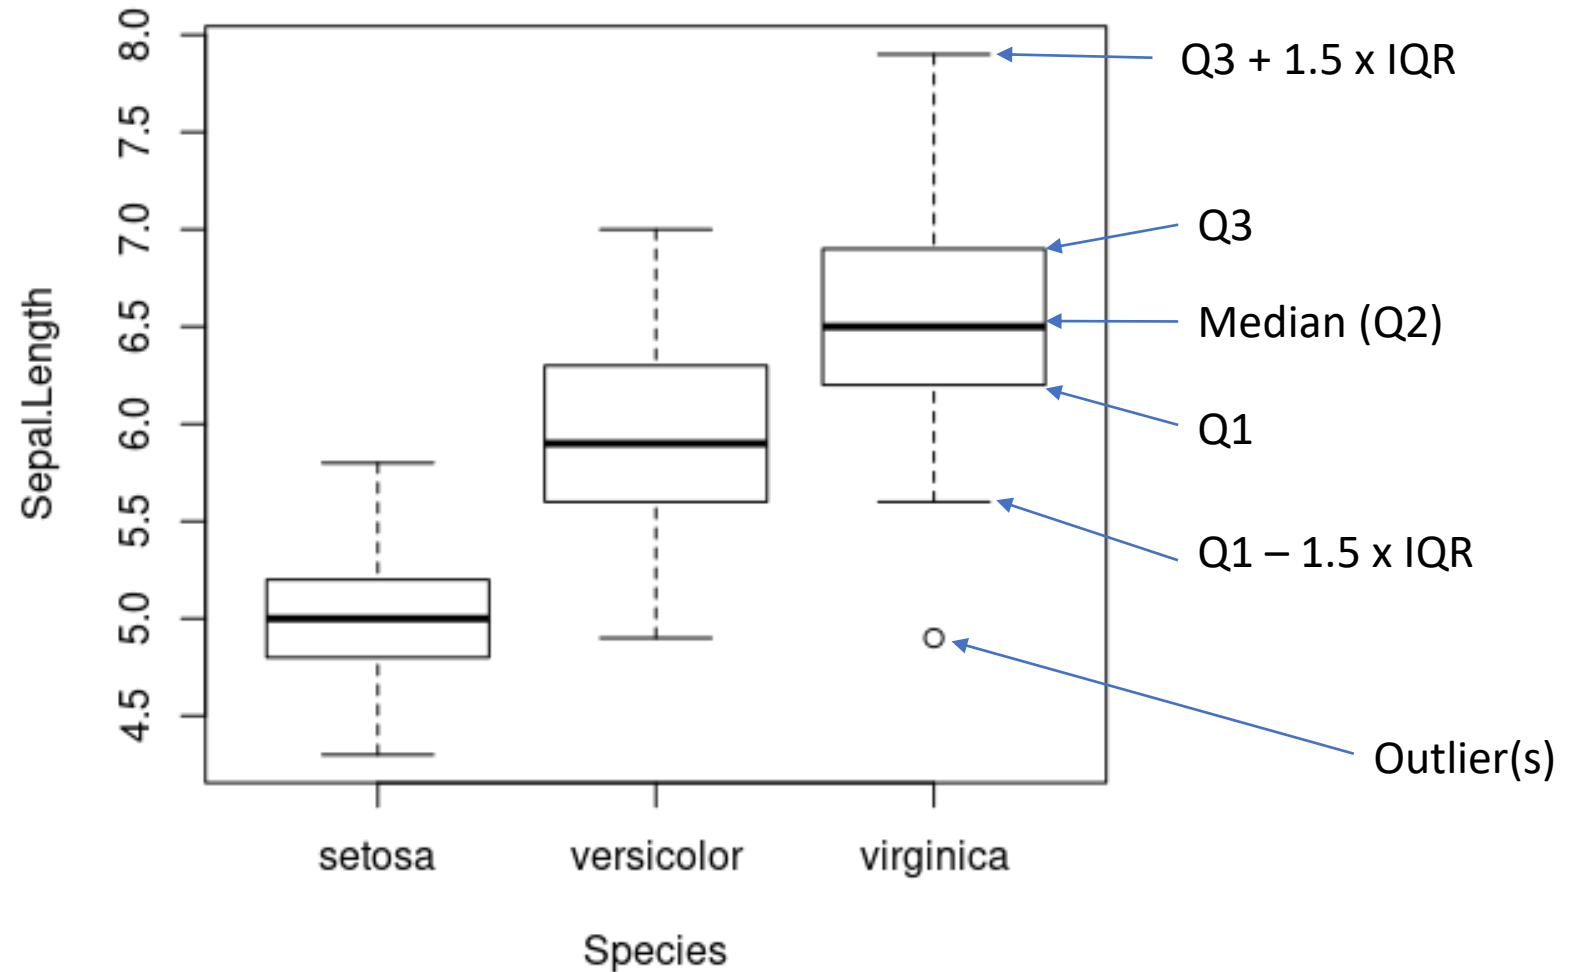 8.0
7.5
7.0
6.5
6.0
5.5
5.0
4.5
Sepal.Length
setosa
versicolor
virginica
Species
Q3 + 1.5 x IQR
Q3
Median (Q2)
Q1
Q1 – 1.5 x IQR
Outlier(s)